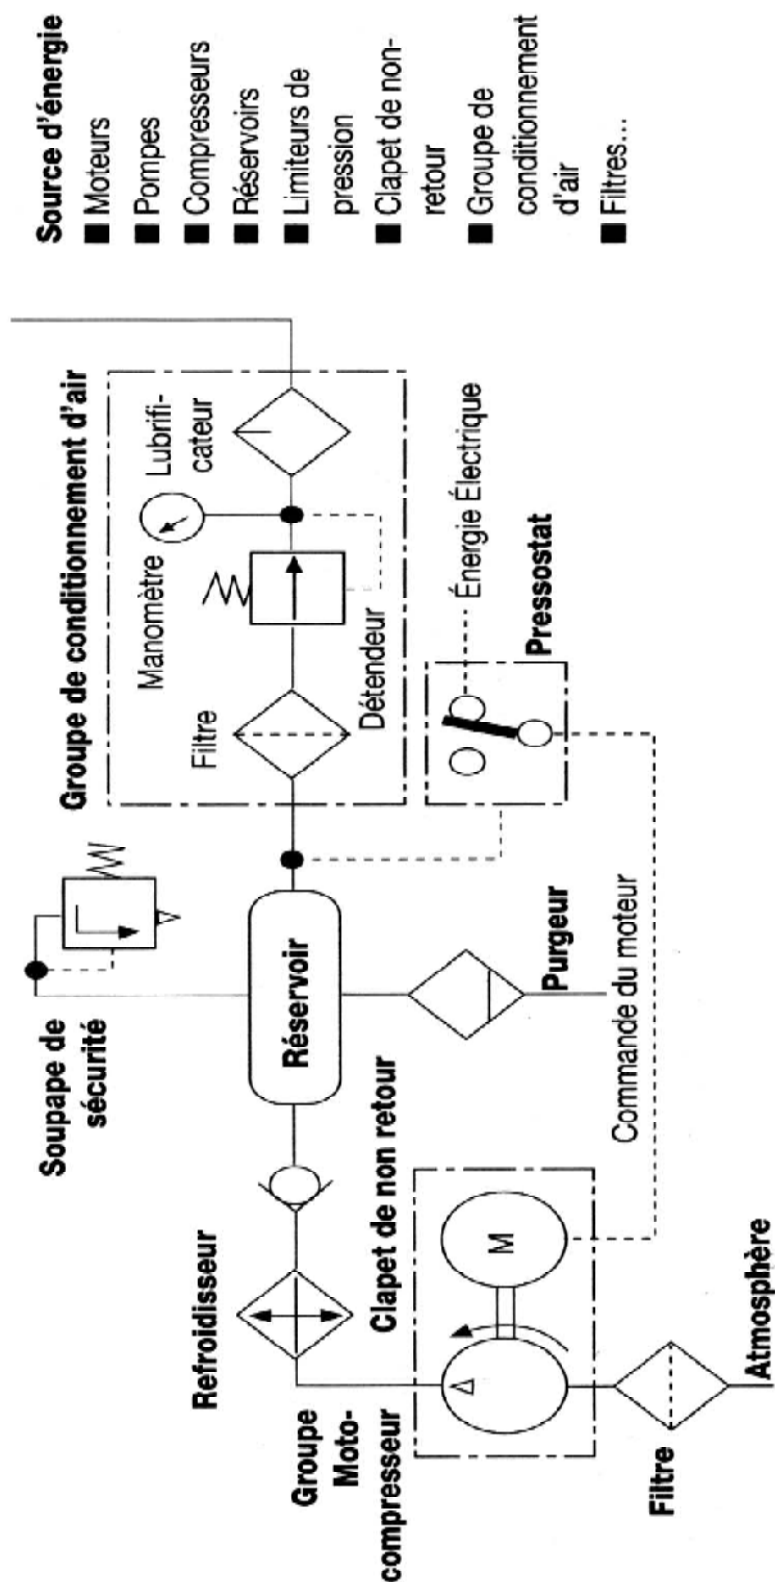 Source d'énergie
■ Moteurs
■ Pompes
■ Compresseurs
■ Réservoirs
■ Limiteurs de
pression
■ Clapet de non-
retour
■ Groupe de
conditionnement
d'air
■ Filtres...
Groupe de conditionnement d'air
Manomètre
Lubrifi-
cateur
Filtre
Détendeur
Énergie Électrique
Pressostat
Soupape de
sécurité
Réservoir
Purgeur
Commande du moteur
Refroidisseur
Clapet de non retour
Groupe
Moto-
compresseur
M
Filtre
Atmosphère